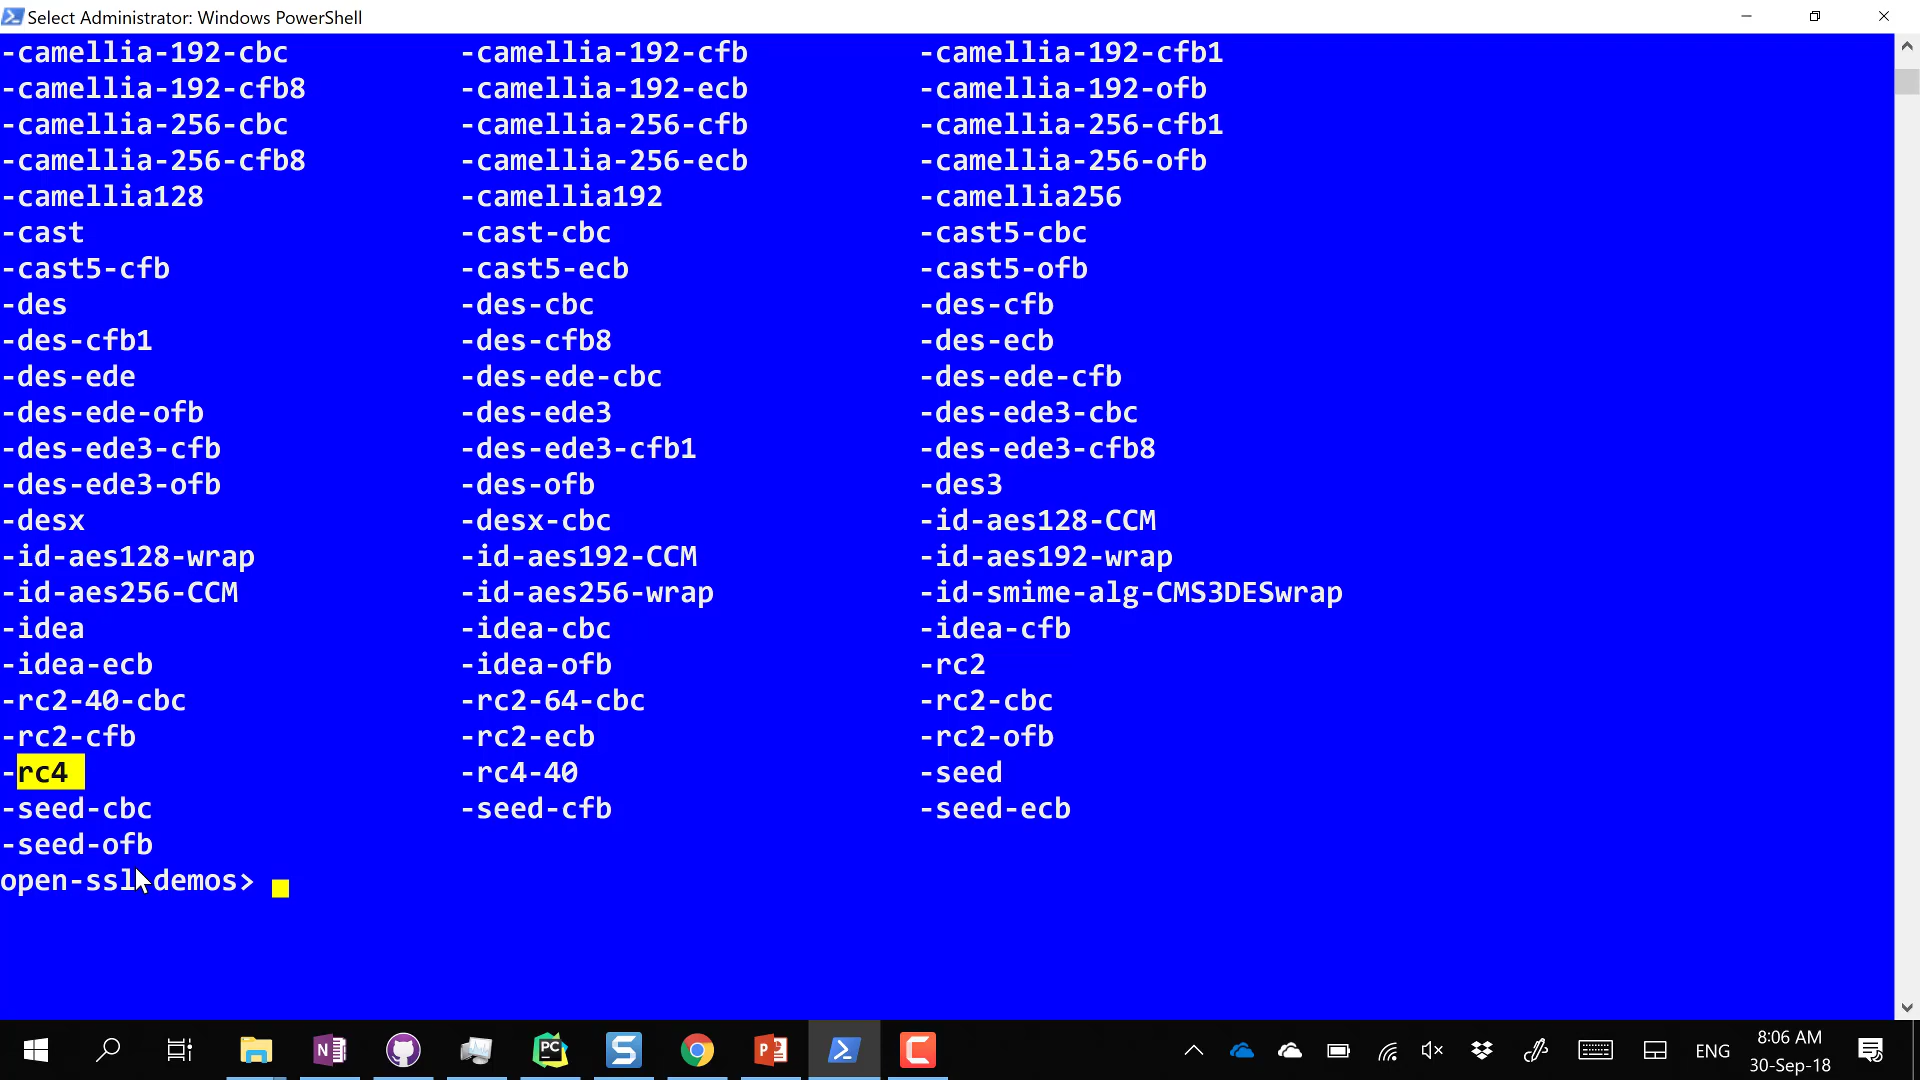 Select Administrator: Windows PowerShell
-camellia-192-cbc -camellia-192-cfb -camellia-192-cfb1
-camellia-192-cfb8 -camellia-192-ecb -camellia-192-ofb
-camellia-256-cbc -camellia-256-cfb -camellia-256-cfb1
-camellia-256-cfb8 -camellia-256-ecb -camellia-256-ofb
-camellia128 -camellia192 -camellia256
-cast -cast-cbc -cast5-cbc
-cast5-cfb -cast5-ecb -cast5-ofb
-des -des-cbc -des-cfb
-des-cfb1 -des-cfb8 -des-ecb
-des-ede -des-ede-cbc -des-ede-cfb
-des-ede-ofb -des-ede3 -des-ede3-cbc
-des-ede3-cfb -des-ede3-cfb1 -des-ede3-cfb8
-des-ede3-ofb -des-ofb -des3
-desx -desx-cbc -id-aes128-CCM
-id-aes128-wrap -id-aes192-CCM -id-aes192-wrap
-id-aes256-CCM -id-aes256-wrap -id-smime-alg-CMS3DESwrap
-idea -idea-cbc -idea-cfb
-idea-ecb -idea-ofb -rc2
-rc2-40-cbc -rc2-64-cbc -rc2-cbc
-rc2-cfb -rc2-ecb -rc2-ofb
-rc4 -rc4-40 -seed
-seed-cbc -seed-cfb -seed-ecb
-seed-ofb
open-ssl-demos>
N PC S P C ENG 8:06 AM
30-Sep-18